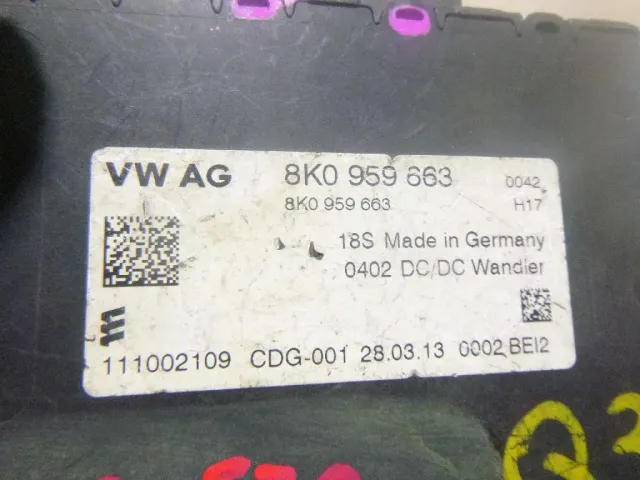 VW AG 8K0 959 663 0042
8K0 959 663 H17
18S Made in Germany
0402 DC/DC Wandler
111002109 CDG-001 28.03.13 0002 BEI2